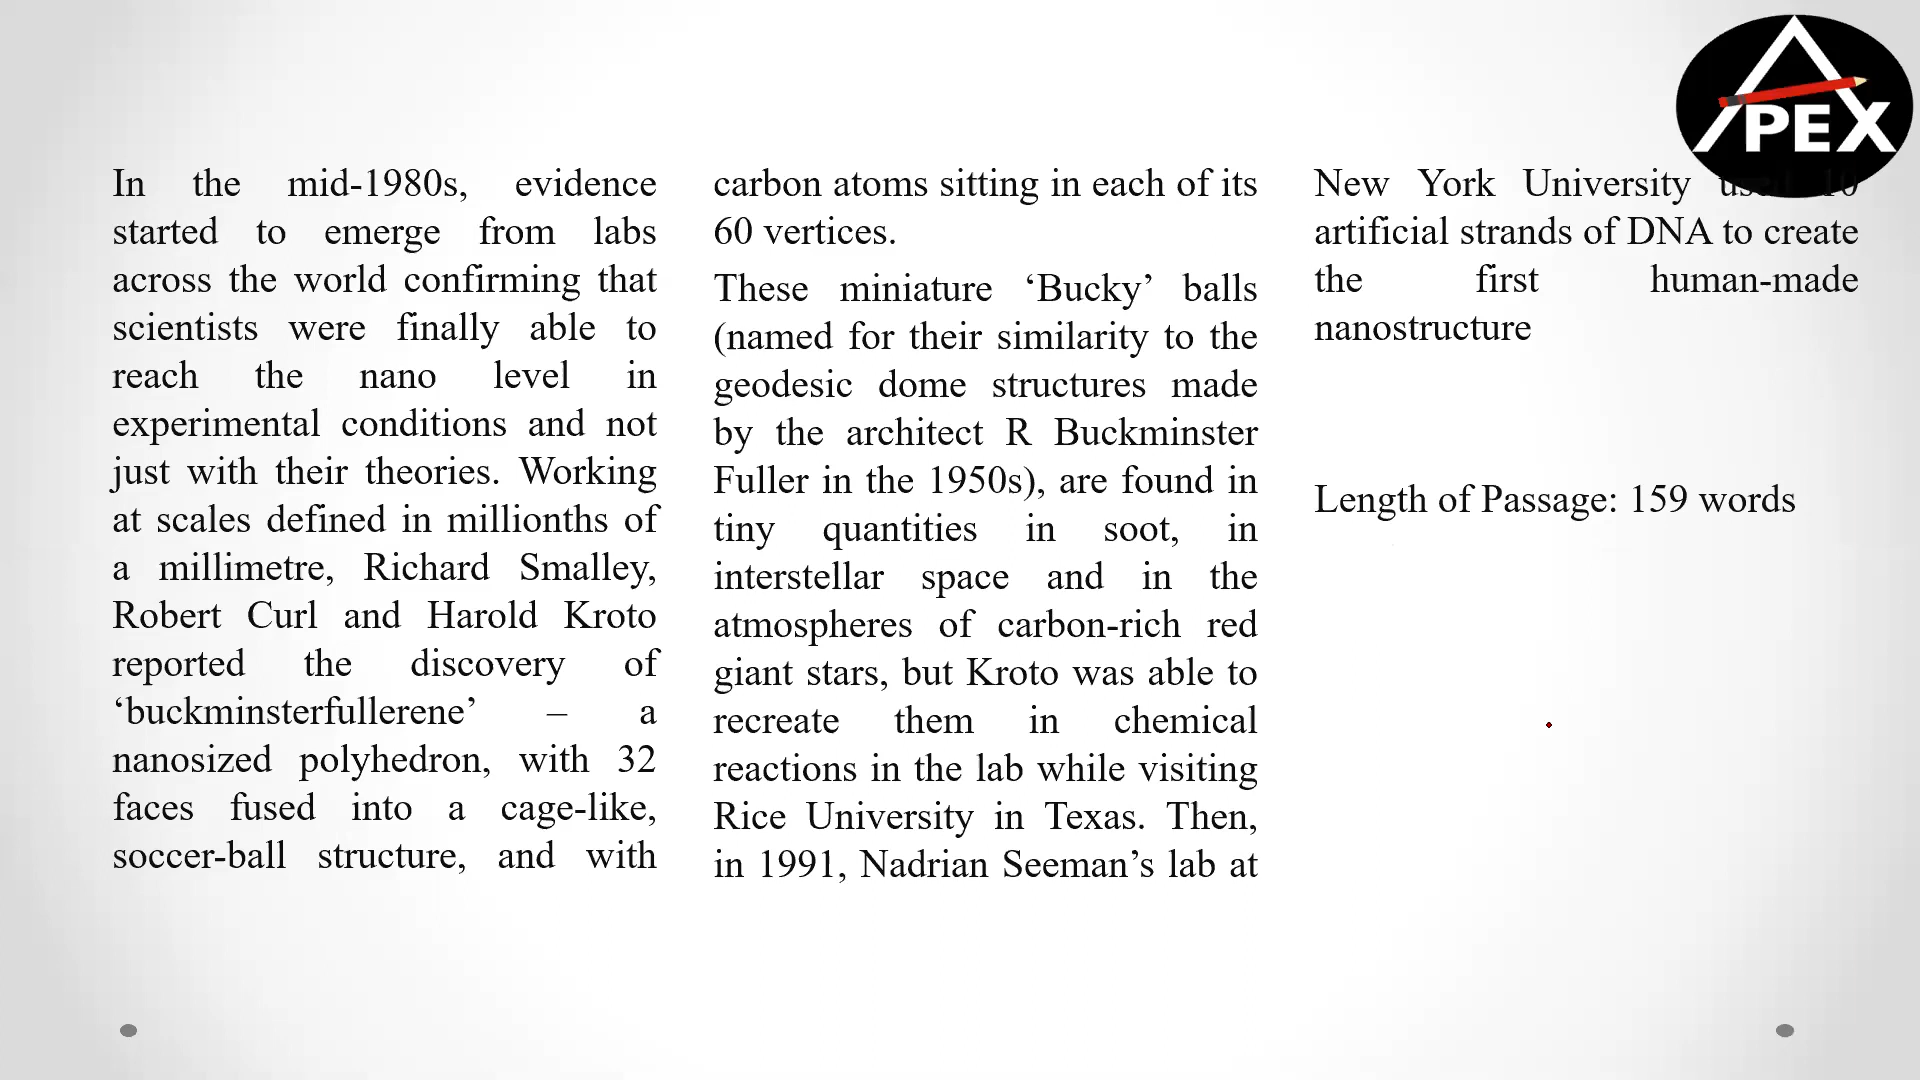 In the mid-1980s, evidence
started to emerge from labs
across the world confirming that
scientists were finally able to
reach the nano level in
experimental conditions and not
just with their theories. Working
at scales defined in millionths of
a millimetre, Richard Smalley,
Robert Curl and Harold Kroto
reported the discovery of
‘buckminsterfullerene’ – a
nanosized polyhedron, with 32
faces fused into a cage-like,
soccer-ball structure, and with
carbon atoms sitting in each of its
60 vertices.
These miniature ‘Bucky’ balls
(named for their similarity to the
geodesic dome structures made
by the architect R Buckminster
Fuller in the 1950s), are found in
tiny quantities in soot, in
interstellar space and in the
atmospheres of carbon-rich red
giant stars, but Kroto was able to
recreate them in chemical
reactions in the lab while visiting
Rice University in Texas. Then,
in 1991, Nadrian Seeman’s lab at
New York University used 10
artificial strands of DNA to create
the first human-made
nanostructure
Length of Passage: 159 words
APEX